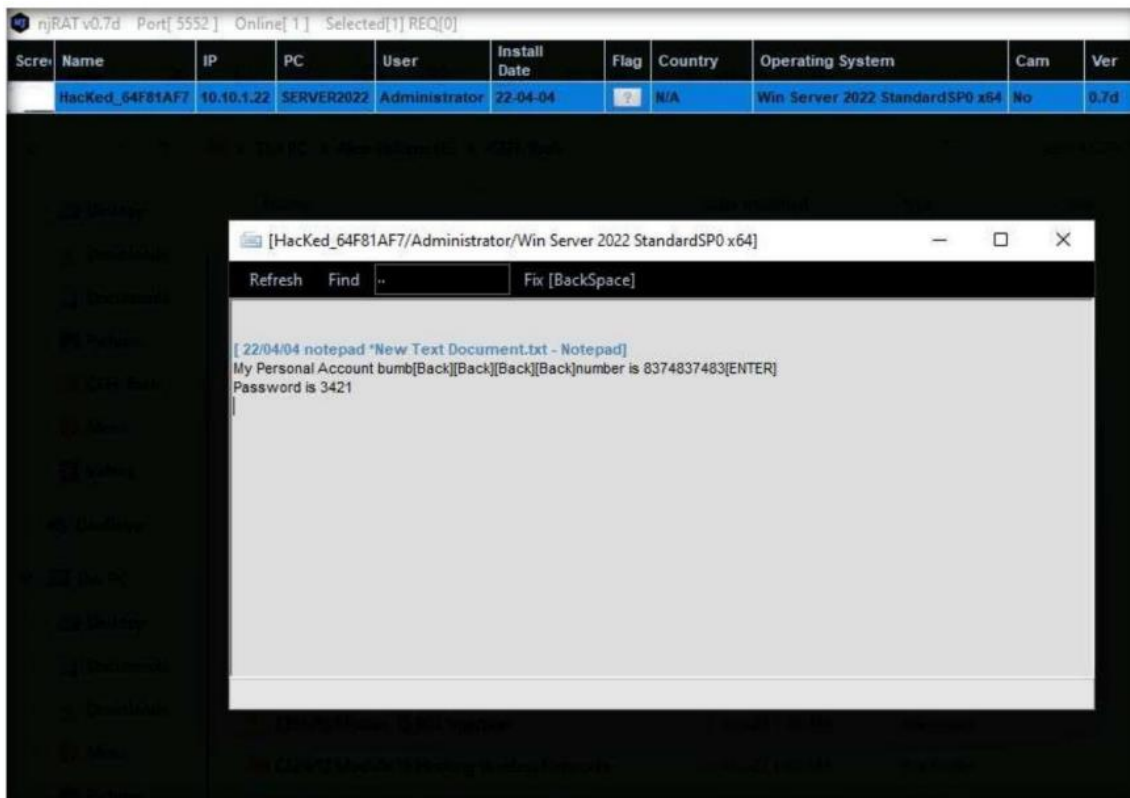 njRAT v0.7d Port[ 5552 ] Online[ 1 ] Selected[1] REQ[0]
Scre Name IP PC User Install Date Flag Country Operating System Cam Ver
HacKed_64F81AF7 10.10.1.22 SERVER2022 Administrator 22-04-04 ? N/A Win Server 2022 StandardSP0 x64 No 0.7d
[HacKed_64F81AF7/Administrator/Win Server 2022 StandardSP0 x64]
Refresh Find .. Fix [BackSpace]
[ 22/04/04 notepad *New Text Document.txt - Notepad]
My Personal Account bumb[Back][Back][Back][Back]number is 8374837483[ENTER]
Password is 3421